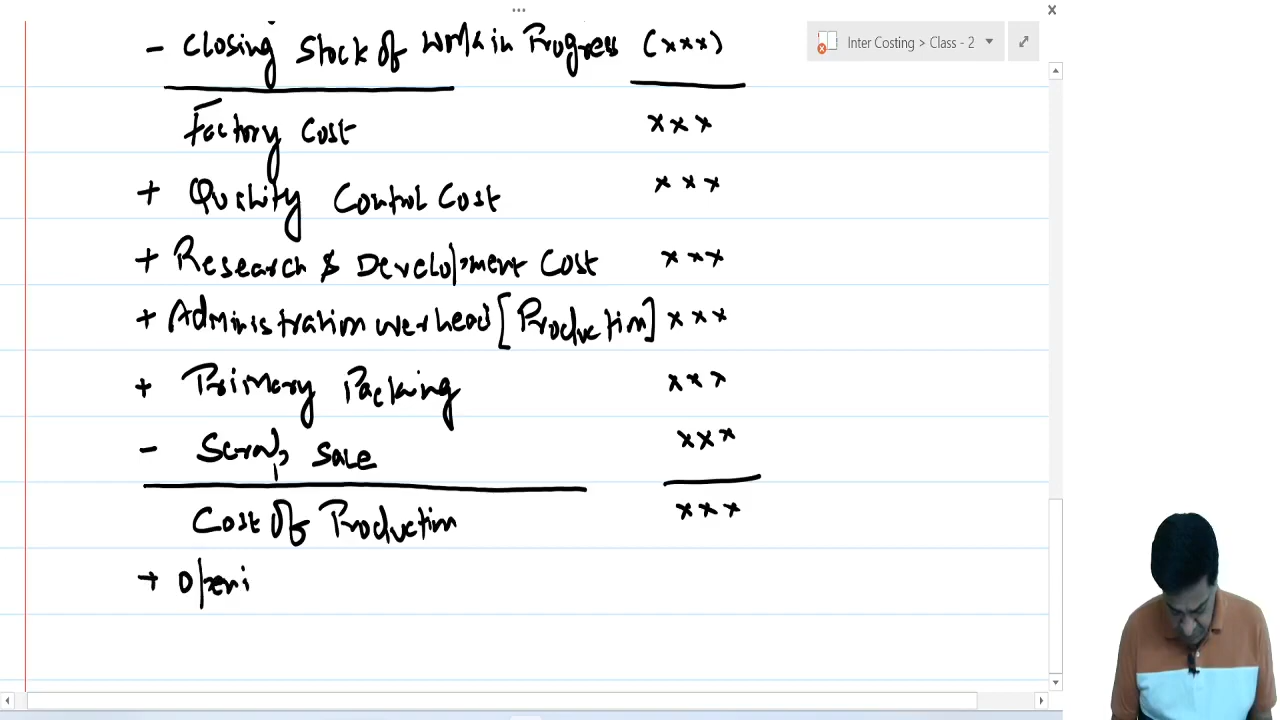 Inter Costing > Class - 2
- Closing Stock of Work in Progress (xxx)
Factory Cost xxx
+ Quality Control Cost xxx
+ Research & Development Cost xxx
+ Administration overhead [Production] xxx
+ Primary Packing xxx
- Scrap Sale xxx
Cost Of Production xxx
+ Openi